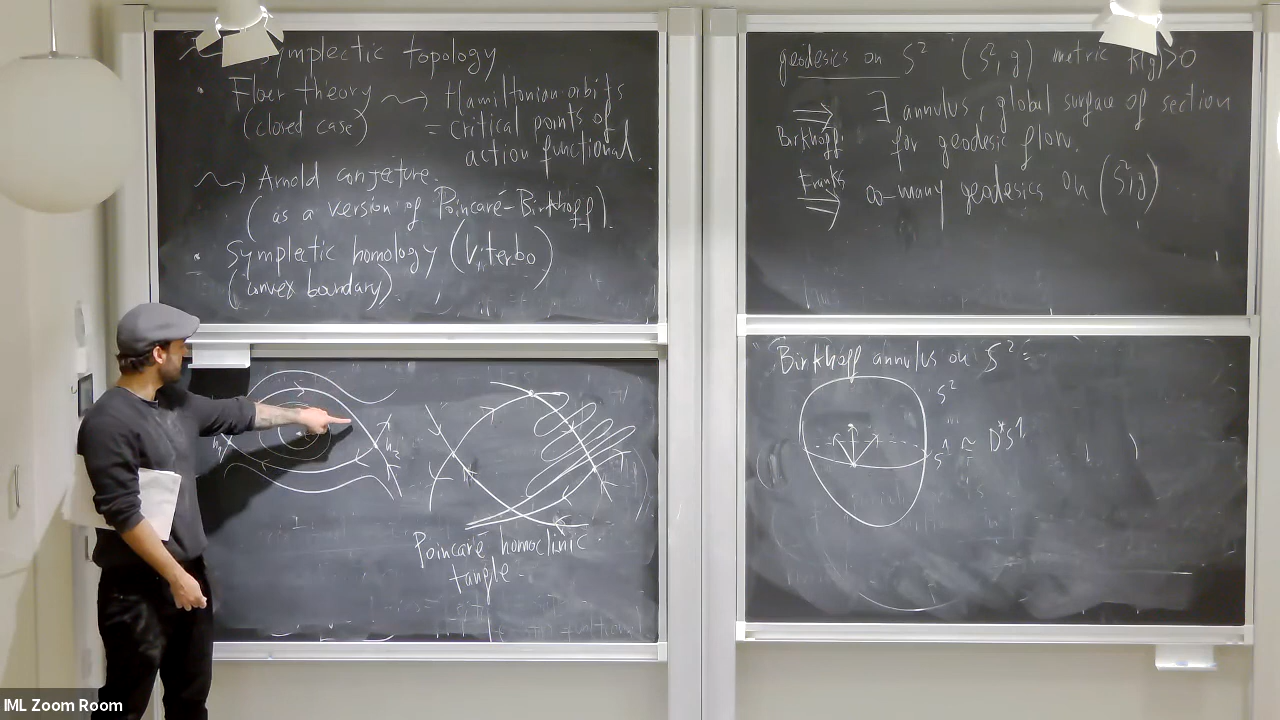 Symplectic topology
Floer theory ⇝ Hamiltonian orbits
(closed case) = critical points of
action functional.
⇝ Arnold conjecture.
(as a version of Poincaré-Birkhoff).
• Symplectic homology (Viterbo)
(convex boundary)
h₂
Poincaré homoclinic
tangle.
geodesics on S² (S², g) metric K(g)>0
⇒ ∃ annulus, global surface of section
Birkhoff for geodesic flow.
Franks
⇒ ∞-many geodesics on (S², g)
Birkhoff annulus on S² =
S²
S¹ ≅ D*S¹
IML Zoom Room